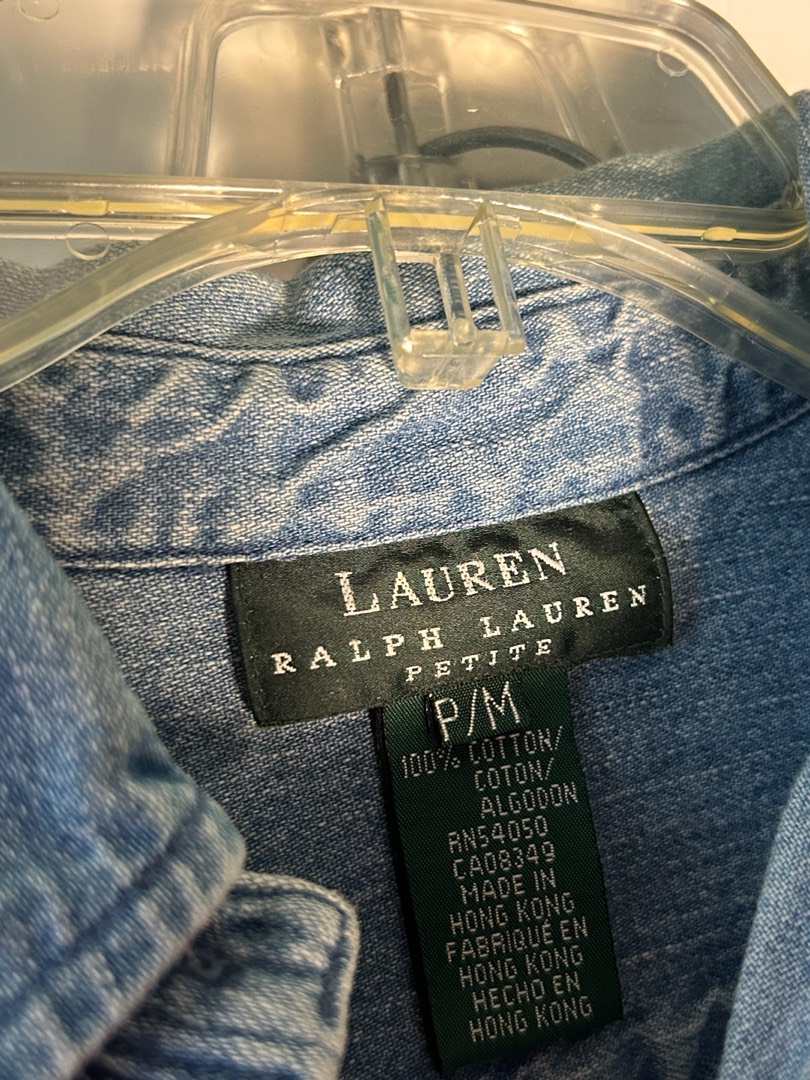 LAUREN
RALPH LAUREN
PETITE
P/M
100% COTTON/
COTON/
ALGODON
RN54050
CA08349
MADE IN
HONG KONG
FABRIQUÉ EN
HONG KONG
HECHO EN
HONG KONG